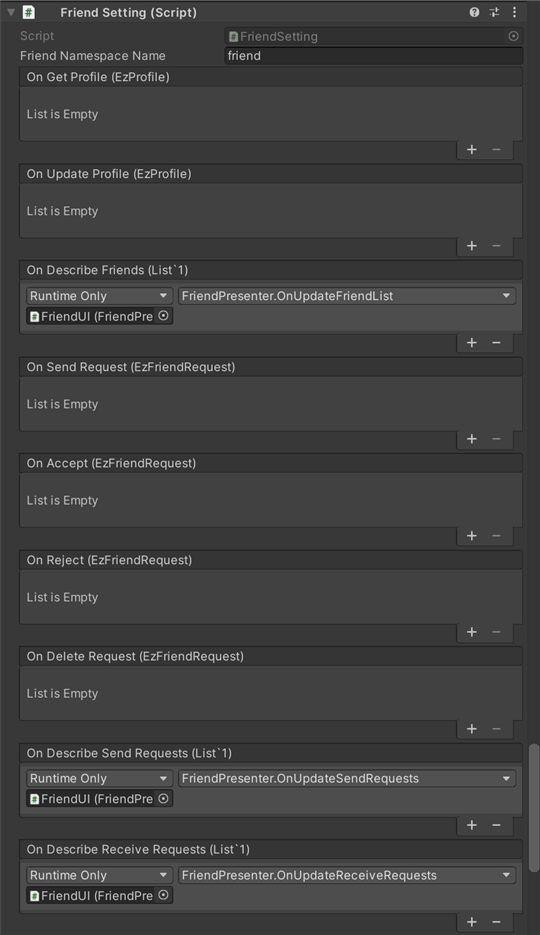 Friend Setting (Script)
Script FriendSetting
Friend Namespace Name friend
On Get Profile (EzProfile)
List is Empty
On Update Profile (EzProfile)
List is Empty
On Describe Friends (List`1)
Runtime Only FriendPresenter.OnUpdateFriendList
FriendUI (FriendPre
On Send Request (EzFriendRequest)
List is Empty
On Accept (EzFriendRequest)
List is Empty
On Reject (EzFriendRequest)
List is Empty
On Delete Request (EzFriendRequest)
List is Empty
On Describe Send Requests (List`1)
Runtime Only FriendPresenter.OnUpdateSendRequests
FriendUI (FriendPre
On Describe Receive Requests (List`1)
Runtime Only FriendPresenter.OnUpdateReceiveRequests
FriendUI (FriendPre